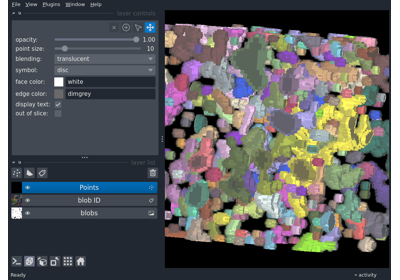 File View Plugins Window Help
layer controls
opacity: 1.00
point size: 10
blending: translucent
symbol: disc
face color: white
edge color: dimgrey
display text:
out of slice:
layer list
Points
blob ID
blobs
Ready
activity